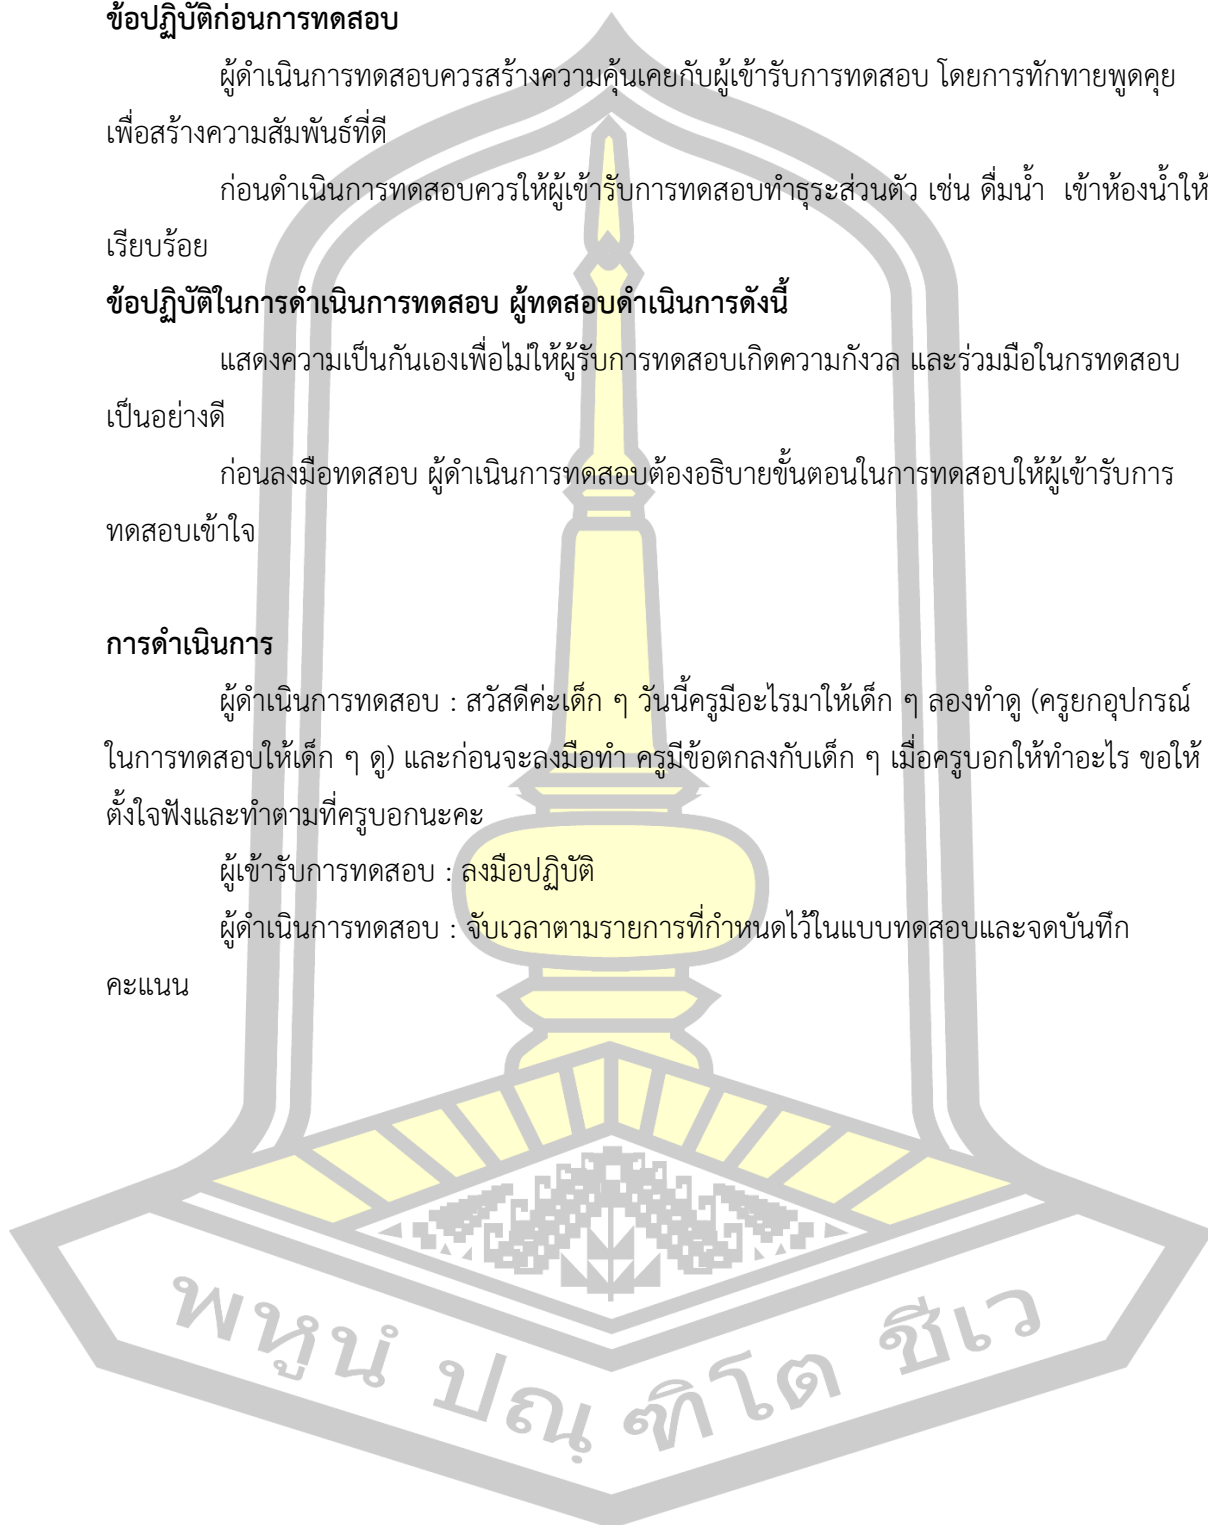 ข้อปฏิบัติก่อนการทดสอบ
ผู้ดำเนินการทดสอบควรสร้างความคุ้นเคยกับผู้เข้ารับการทดสอบ โดยการทักทายพูดคุย
เพื่อสร้างความสัมพันธ์ที่ดี
ก่อนดำเนินการทดสอบควรให้ผู้เข้ารับการทดสอบทำธุระส่วนตัว เช่น ดื่มน้ำ  เข้าห้องน้ำให้
เรียบร้อย
ข้อปฏิบัติในการดำเนินการทดสอบ ผู้ทดสอบดำเนินการดังนี้
แสดงความเป็นกันเองเพื่อไม่ให้ผู้รับการทดสอบเกิดความกังวล และร่วมมือในกรทดสอบ
เป็นอย่างดี
ก่อนลงมือทดสอบ ผู้ดำเนินการทดสอบต้องอธิบายขั้นตอนในการทดสอบให้ผู้เข้ารับการ
ทดสอบเข้าใจ
การดำเนินการ
ผู้ดำเนินการทดสอบ : สวัสดีค่ะเด็ก ๆ วันนี้ครูมีอะไรมาให้เด็ก ๆ ลองทำดู (ครูยกอุปกรณ์
ในการทดสอบให้เด็ก ๆ ดู) และก่อนจะลงมือทำ ครูมีข้อตกลงกับเด็ก ๆ เมื่อครูบอกให้ทำอะไร ขอให้
ตั้งใจฟังและทำตามที่ครูบอกนะคะ
ผู้เข้ารับการทดสอบ : ลงมือปฏิบัติ
ผู้ดำเนินการทดสอบ : จับเวลาตามรายการที่กำหนดไว้ในแบบทดสอบและจดบันทึก
คะแนน
พหูนํ ปณฺ ฑิโต ชีเว